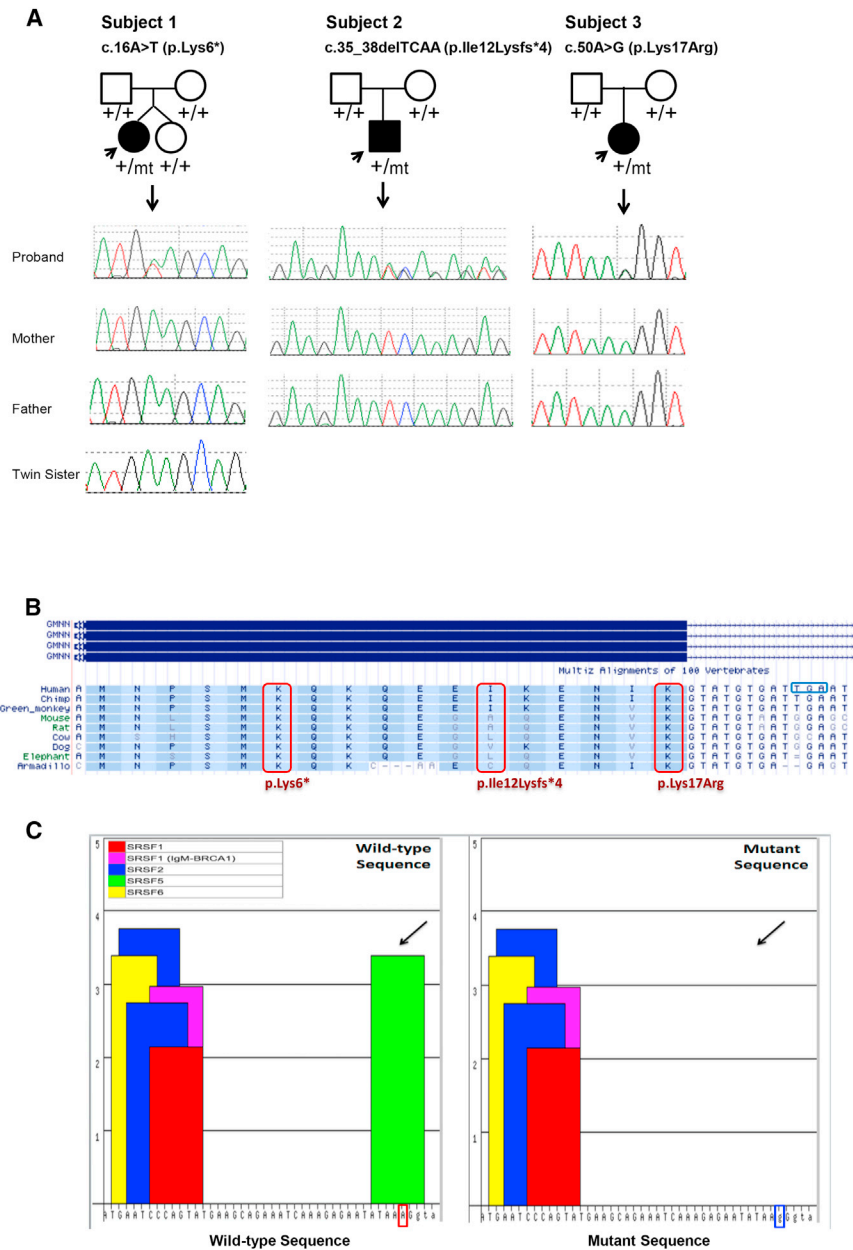 A
Subject 1
c.16A>T (p.Lys6*)
Subject 2
c.35_38delTCAA (p.Ile12Lysfs*4)
Subject 3
c.50A>G (p.Lys17Arg)
+/+ +/+ +/+ +/+ +/+ +/+
+/mt +/+ +/mt +/mt
Proband
Mother
Father
Twin Sister
B
GMNN
GMNN
GMNN
GMNN
Multiz Alignments of 100 Vertebrates
Human A M N P S M K Q K Q E E I K E N I K G T A T G T G A T T G A A T
Chimp A M N P S M K Q K Q E E I K E N I K G T A T G T G A T T G A A T
Green_monkey A M N P S M K Q K Q E E I K E N V K G T A T G T G A T T G A A T
Mouse
Rat
Cow
Dog
Elephant
Armadillo
p.Lys6* p.Ile12Lysfs*4 p.Lys17Arg
C
SRSF1
SRSF1 (IgM-BRCA1)
SRSF2
SRSF5
SRSF6
Wild-type
Sequence
Mutant
Sequence
5
4
3
2
1
5
4
3
2
1
Wild-type Sequence
Mutant Sequence